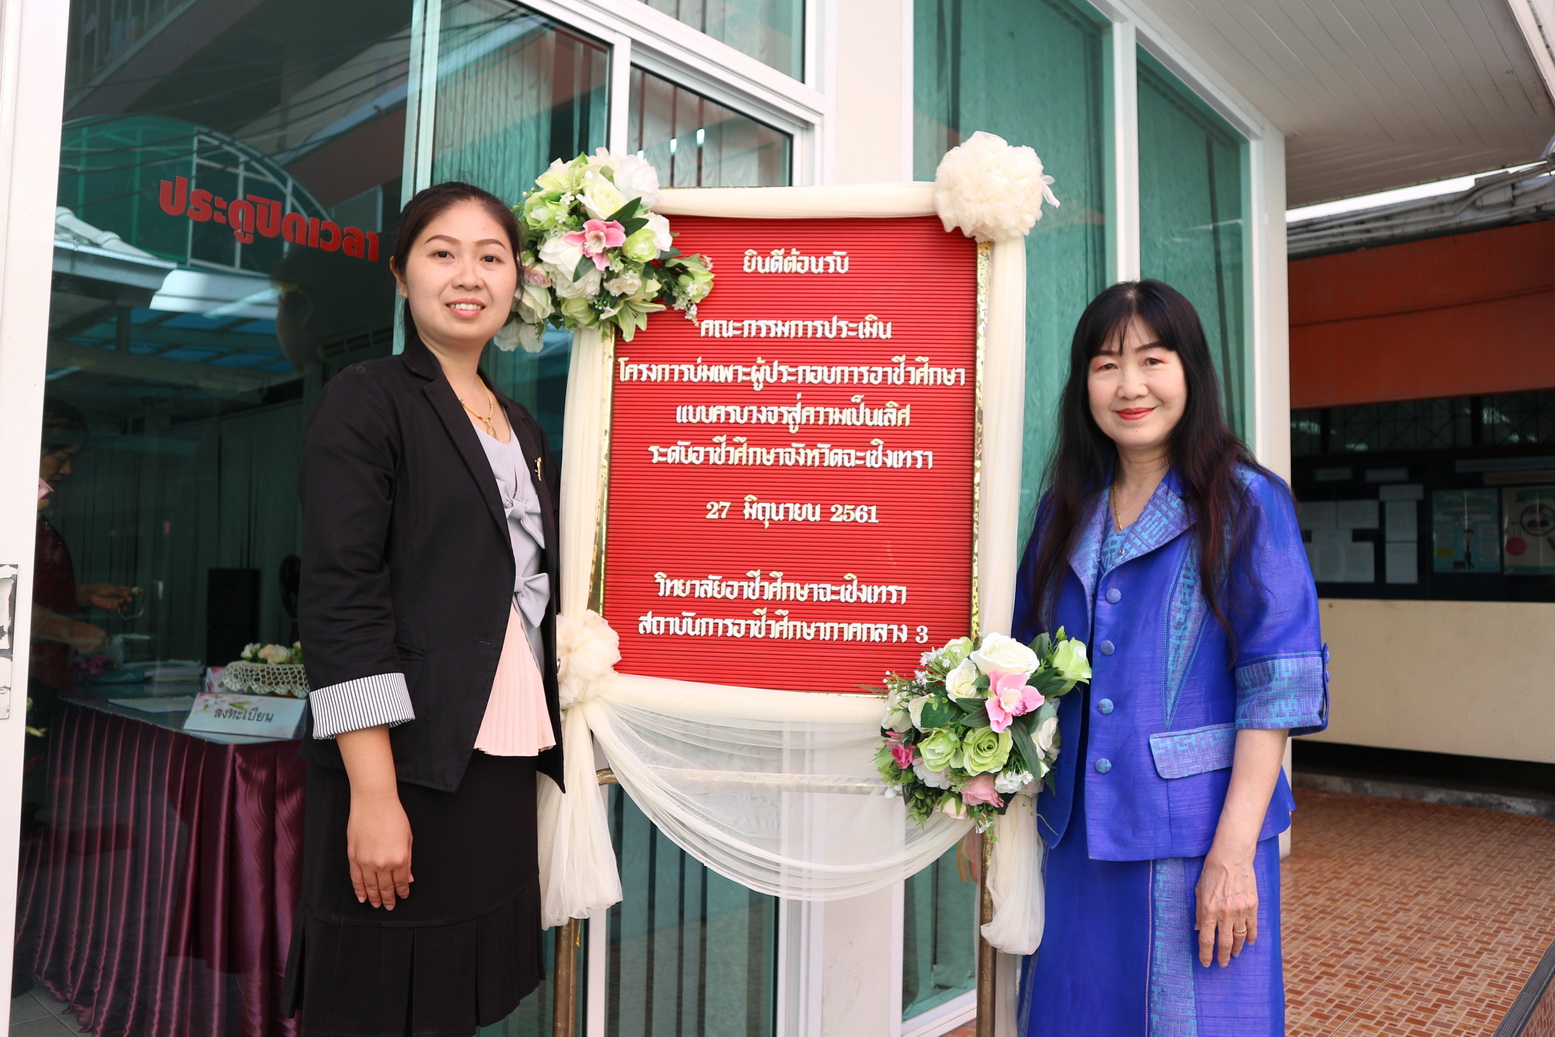 ประตูปิดเวลา
ยินดีต้อนรับ
คณะกรรมการประเมิน
โครงการบ่มเพาะผู้ประกอบการอาชีวศึกษา
แบบครบวงจรสู่ความเป็นเลิศ
ระดับอาชีวศึกษาจังหวัดฉะเชิงเทรา
27 มิถุนายน 2561
วิทยาลัยอาชีวศึกษาฉะเชิงเทรา
สถาบันการอาชีวศึกษาภาคกลาง 3
ลงทะเบียน